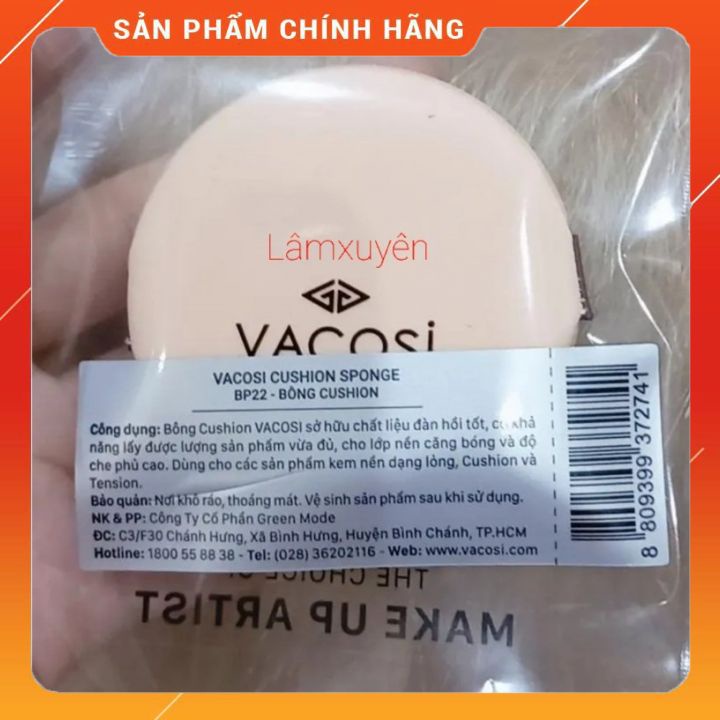 SẢN PHẨM CHÍNH HÃNG
Lâmxuyên
VACOSI
VACOSI CUSHION SPONGE
BP22 - BÔNG CUSHION
Công dụng: Bông Cushion VACOSI sở hữu chất liệu đàn hồi tốt, có khả
năng lấy được lượng sản phẩm vừa đủ, cho lớp nền căng bóng và độ
che phủ cao. Dùng cho các sản phẩm kem nền dạng lỏng, Cushion và
Tension.
Bảo quản: Nơi khô ráo, thoáng mát. Vệ sinh sản phẩm sau khi sử dụng.
NK & PP: Công Ty Cổ Phần Green Mode
ĐC: C3/F30 Chánh Hưng, Xã Bình Hưng, Huyện Bình Chánh, TP.HCM
Hotline: 1800 55 88 38 - Tel: (028) 36202116 - Web: www.vacosi.com
8 809399 372741
THE CHOICE OF
MAKE UP ARTIST